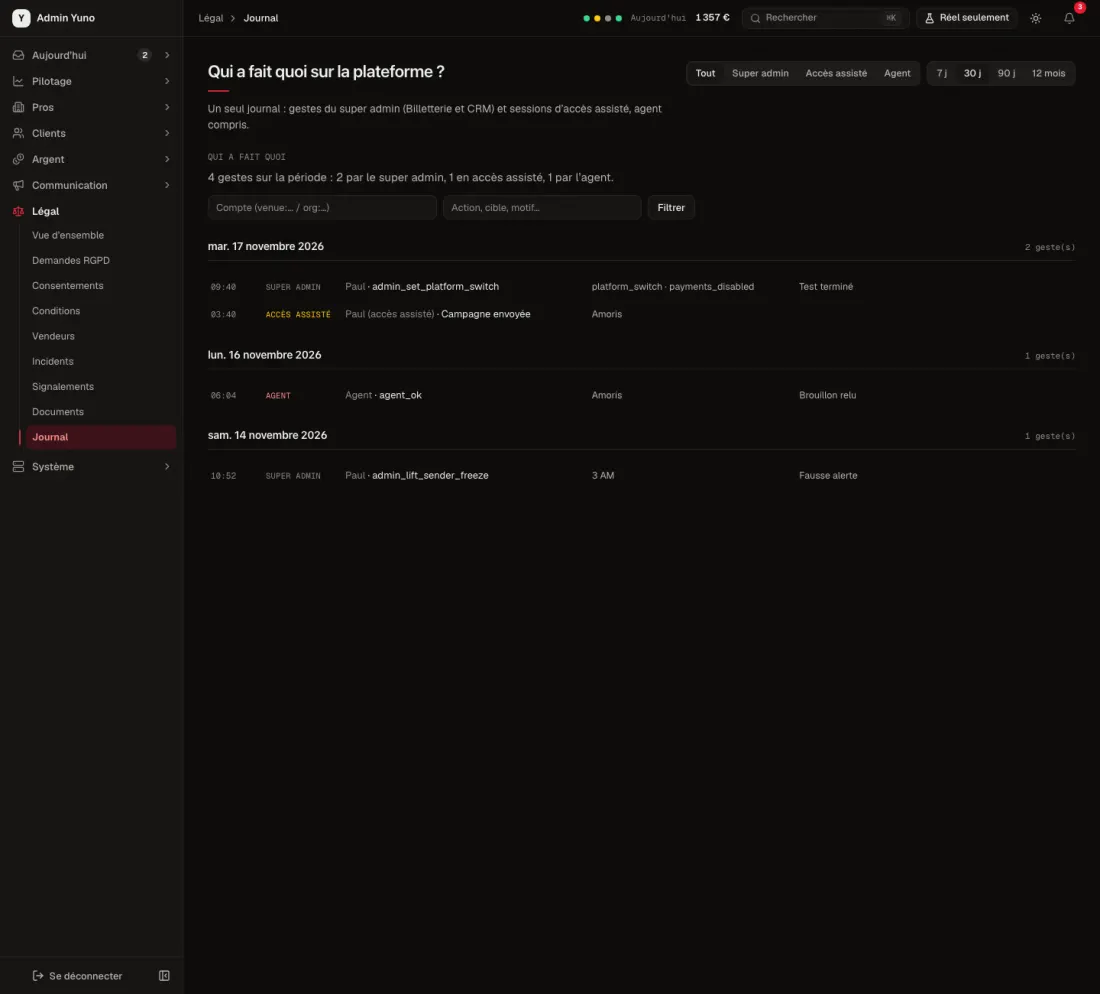 Y Admin Yuno
Légal > Journal
Aujourd'hui 1 357 €
Rechercher ⌘K
Réel seulement
3
Aujourd'hui 2
Pilotage
Pros
Clients
Argent
Communication
Légal
Vue d'ensemble
Demandes RGPD
Consentements
Conditions
Vendeurs
Incidents
Signalements
Documents
Journal
Système
Se déconnecter
Qui a fait quoi sur la plateforme ?
Tout Super admin Accès assisté Agent
7 j 30 j 90 j 12 mois
Un seul journal : gestes du super admin (Billetterie et CRM) et sessions d'accès assisté, agent
compris.
QUI A FAIT QUOI
4 gestes sur la période : 2 par le super admin, 1 en accès assisté, 1 par l'agent.
Compte (venue:… / org:…) Action, cible, motif… Filtrer
mar. 17 novembre 2026 2 geste(s)
09:40 SUPER ADMIN Paul · admin_set_platform_switch platform_switch · payments_disabled Test terminé
03:40 ACCÈS ASSISTÉ Paul (accès assisté) · Campagne envoyée Amoris
lun. 16 novembre 2026 1 geste(s)
06:04 AGENT Agent · agent_ok Amoris Brouillon relu
sam. 14 novembre 2026 1 geste(s)
10:52 SUPER ADMIN Paul · admin_lift_sender_freeze 3 AM Fausse alerte